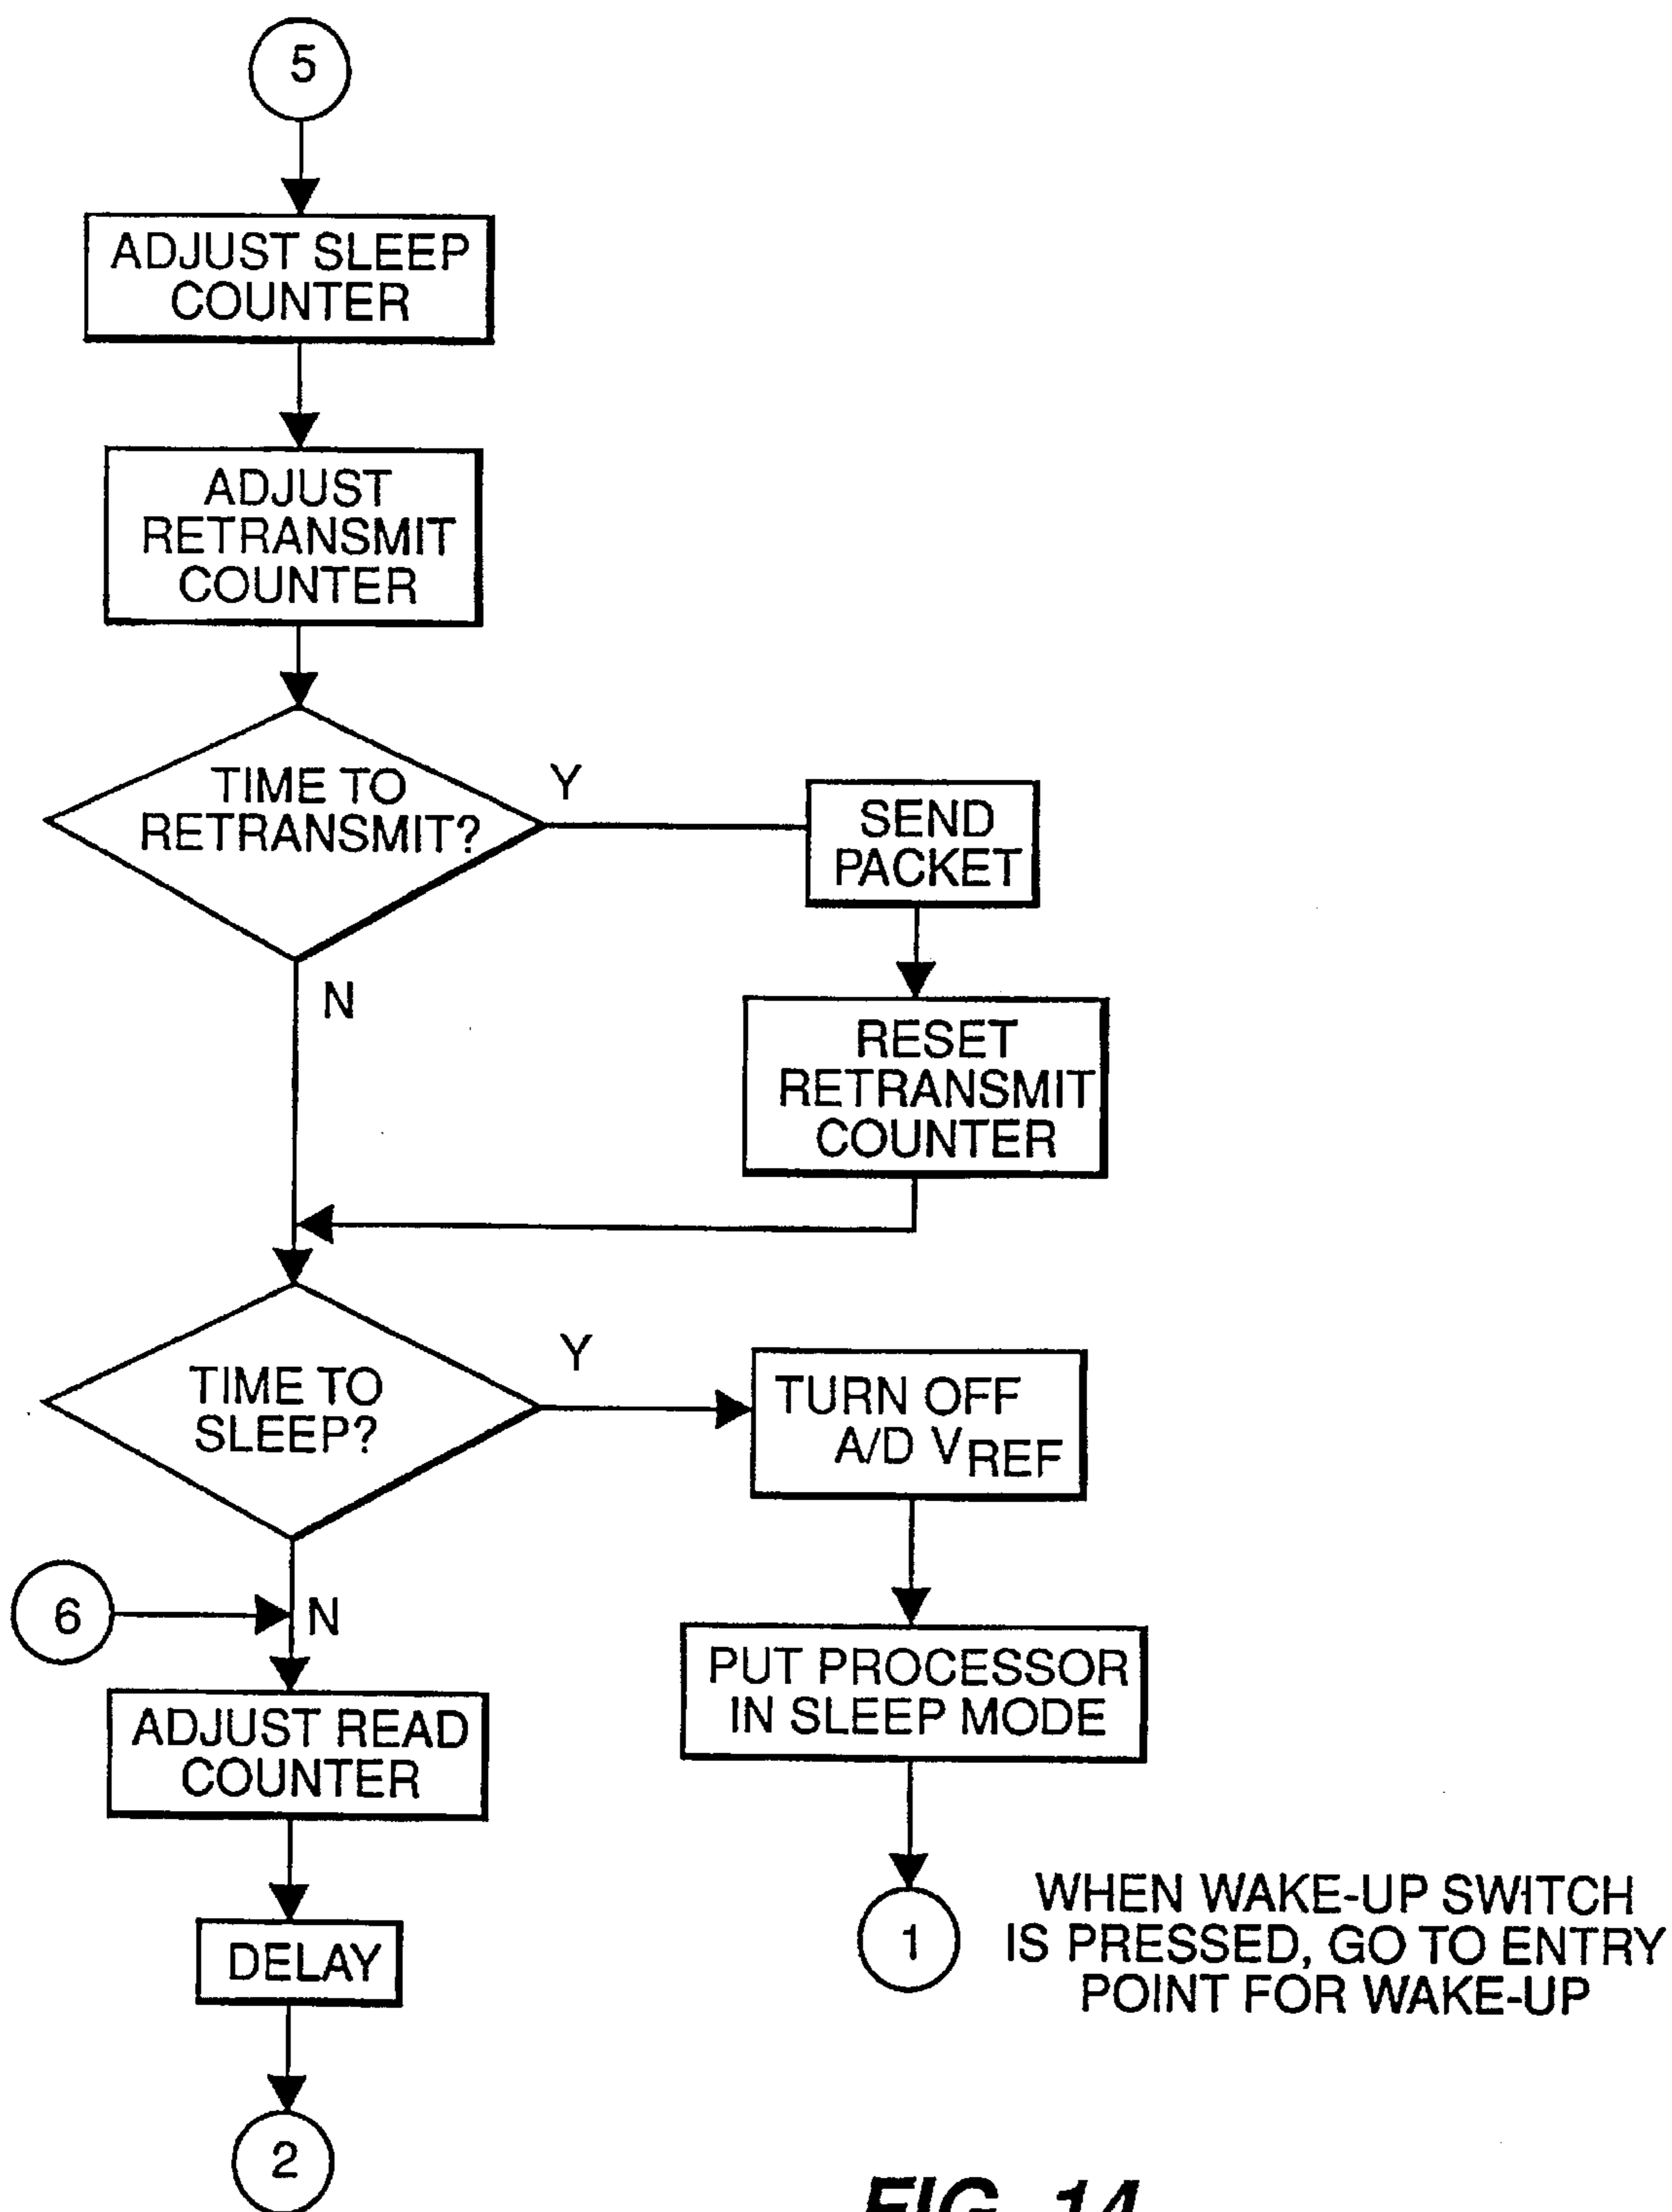 5
ADJUST SLEEP
COUNTER
ADJUST
RETRANSMIT
COUNTER
TIME TO
RETRANSMIT?
Y
SEND
PACKET
N
RESET
RETRANSMIT
COUNTER
TIME TO
SLEEP?
Y
TURN OFF
A/D VREF
6
N
PUT PROCESSOR
IN SLEEP MODE
ADJUST READ
COUNTER
DELAY
1
WHEN WAKE-UP SWITCH
IS PRESSED, GO TO ENTRY
POINT FOR WAKE-UP
2
FIG. 14